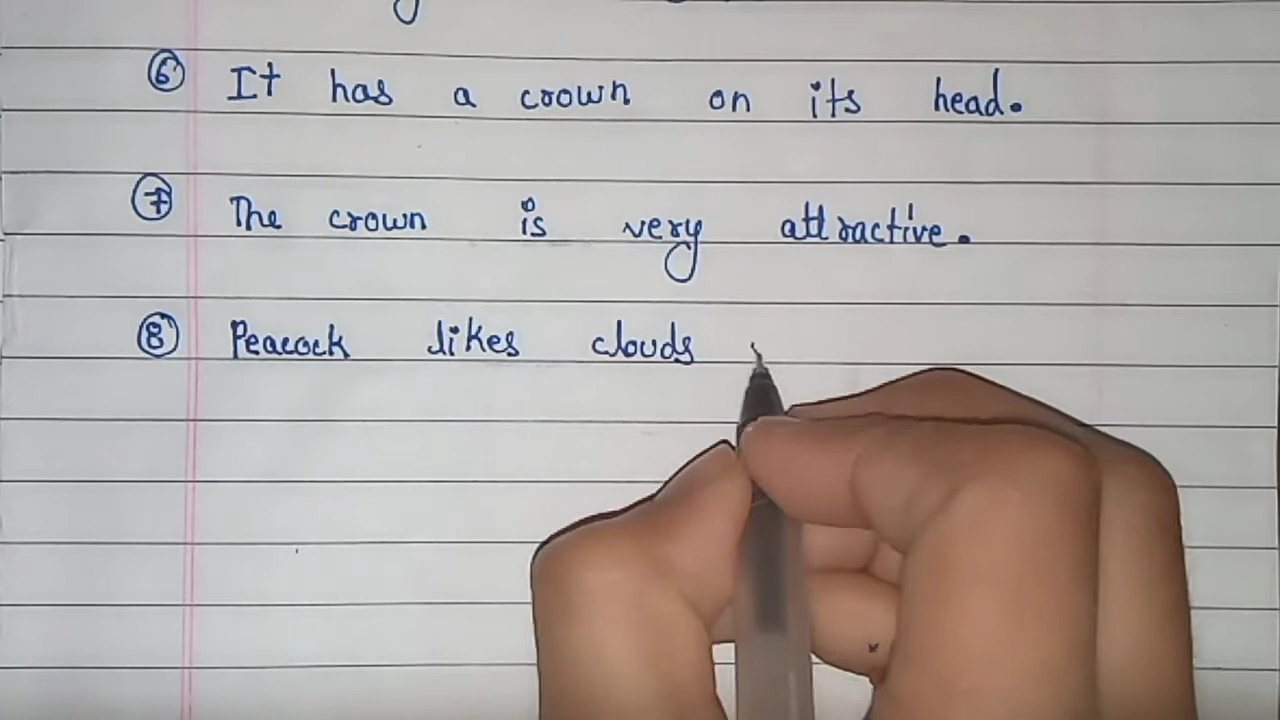 6 It has a crown on its head.
7 The crown is very attractive.
8 Peacock likes clouds